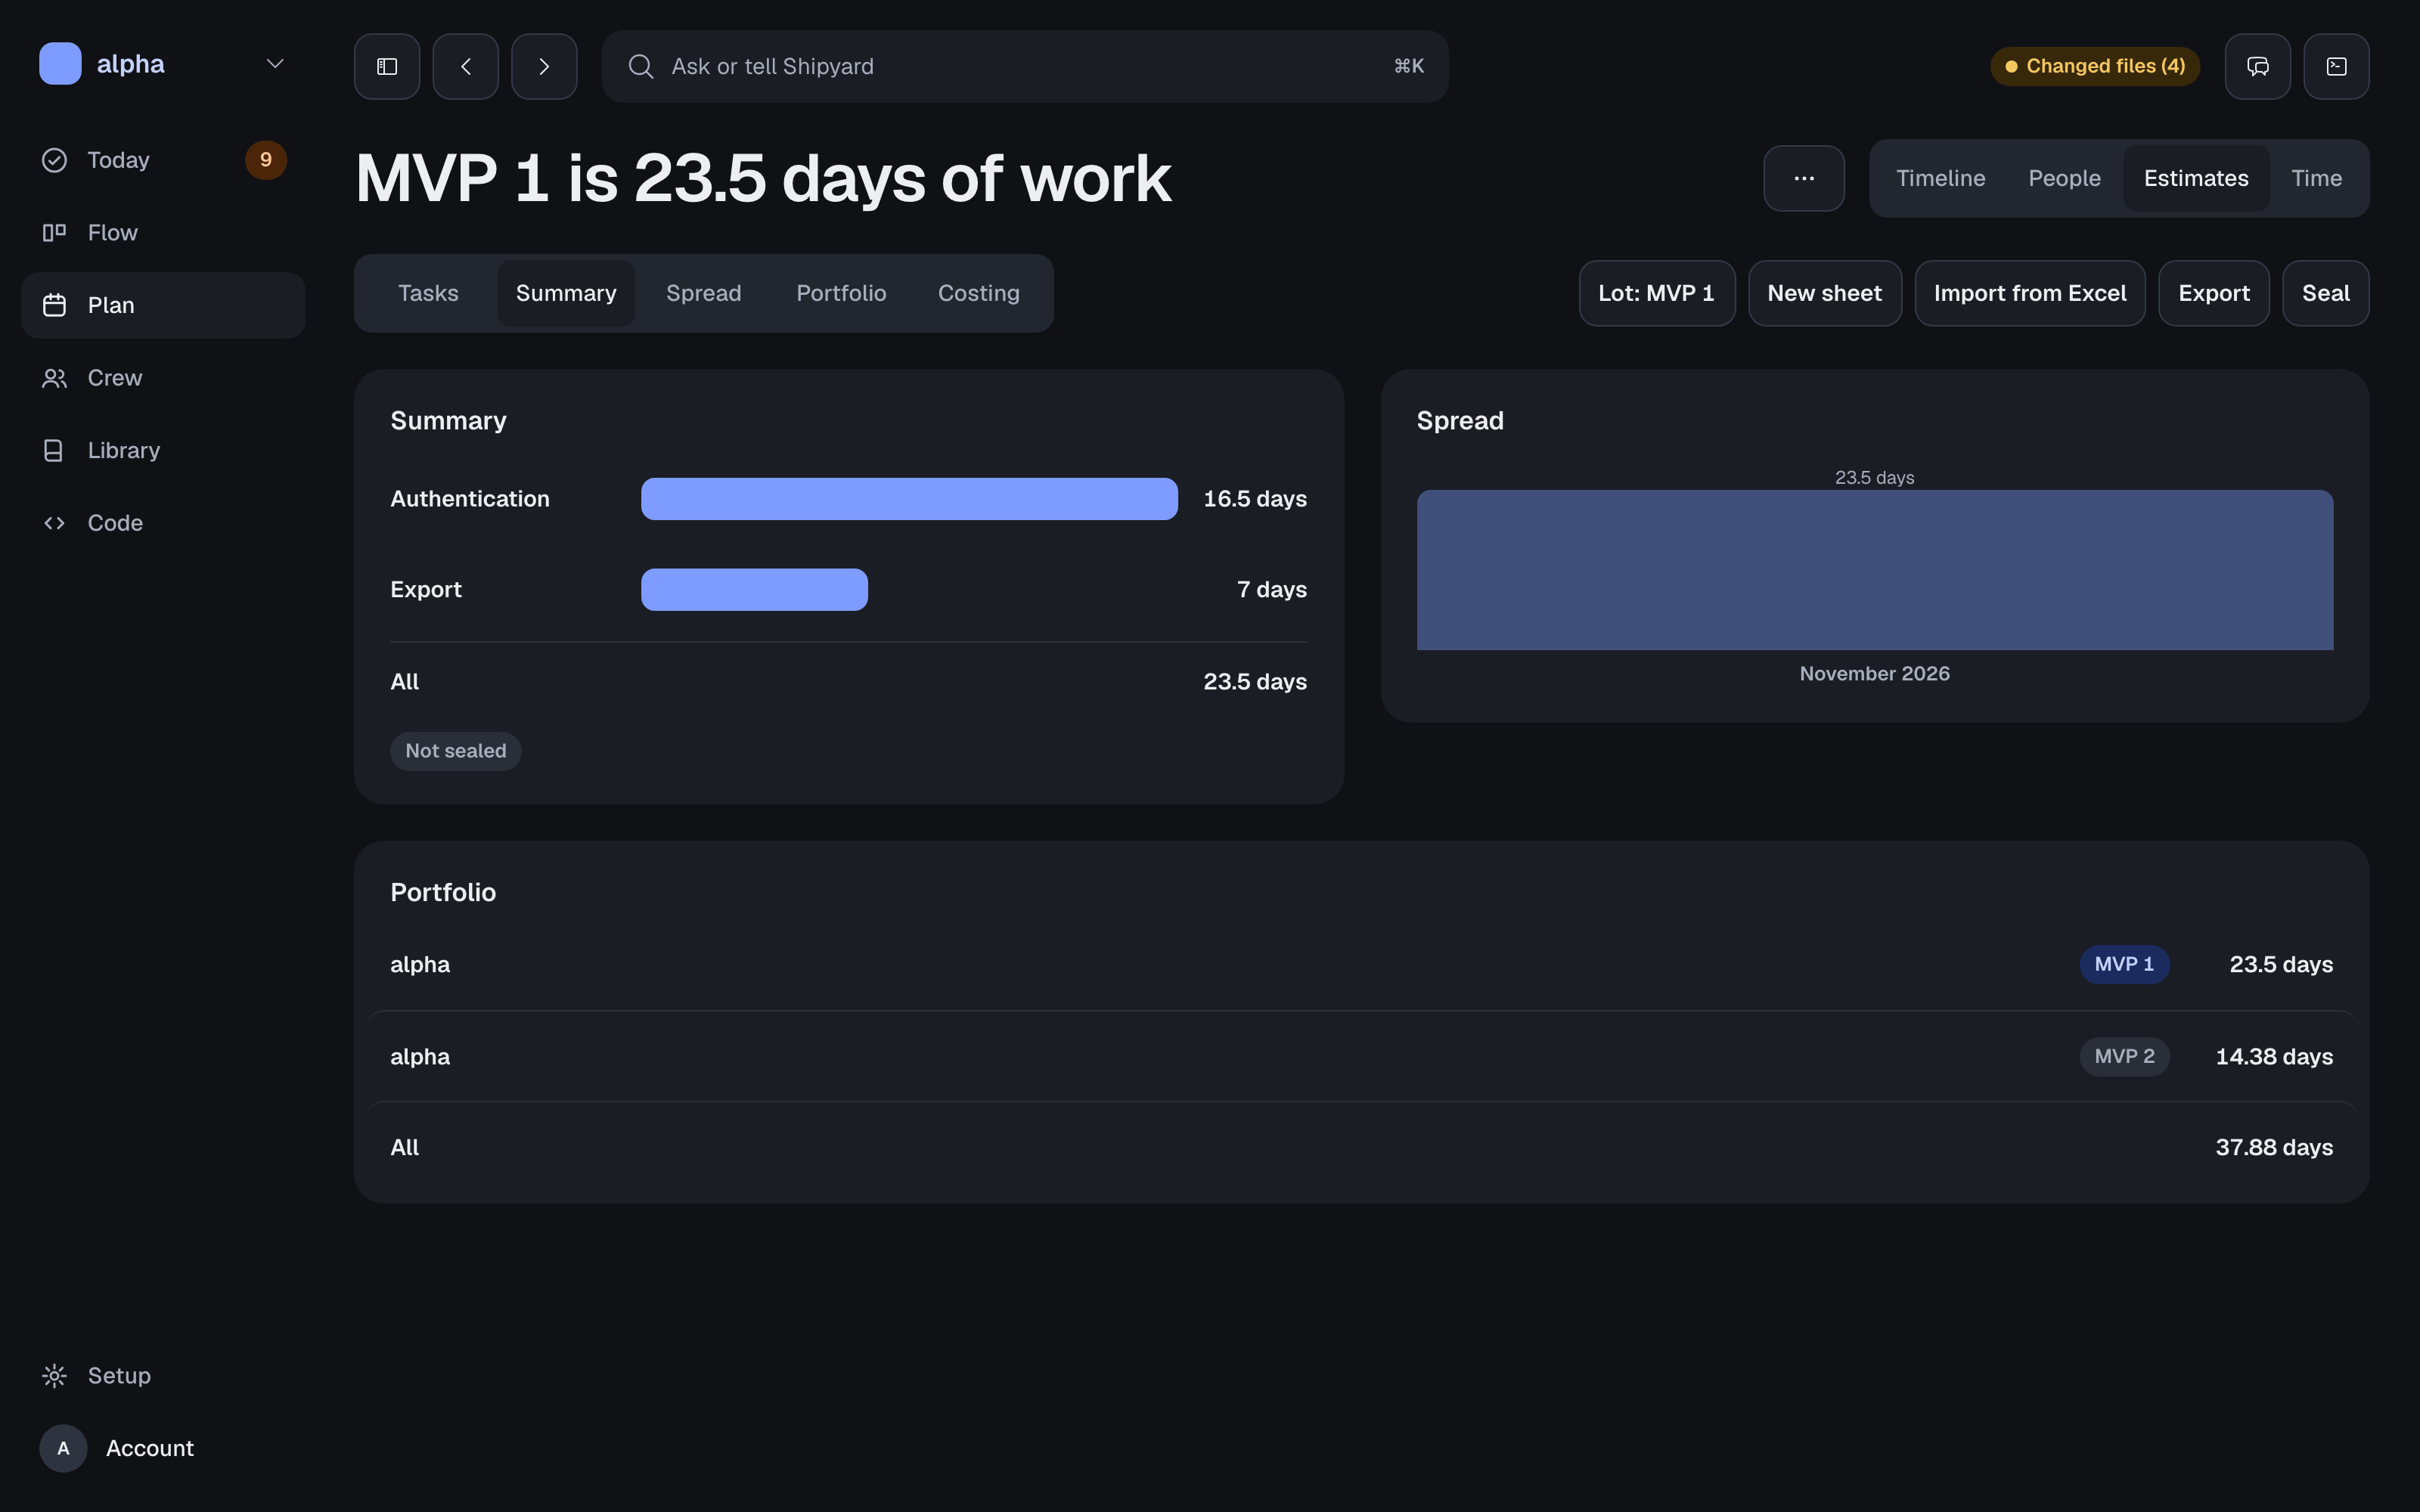 alpha
Ask or tell Shipyard
⌘K
Changed files (4)
Today
9
Flow
Plan
Crew
Library
Code
Setup
A
Account
MVP 1 is 23.5 days of work
Timeline
People
Estimates
Time
Tasks
Summary
Spread
Portfolio
Costing
Lot: MVP 1
New sheet
Import from Excel
Export
Seal
Summary
Authentication
16.5 days
Export
7 days
All
23.5 days
Not sealed
Spread
23.5 days
November 2026
Portfolio
alpha
MVP 1
23.5 days
alpha
MVP 2
14.38 days
All
37.88 days